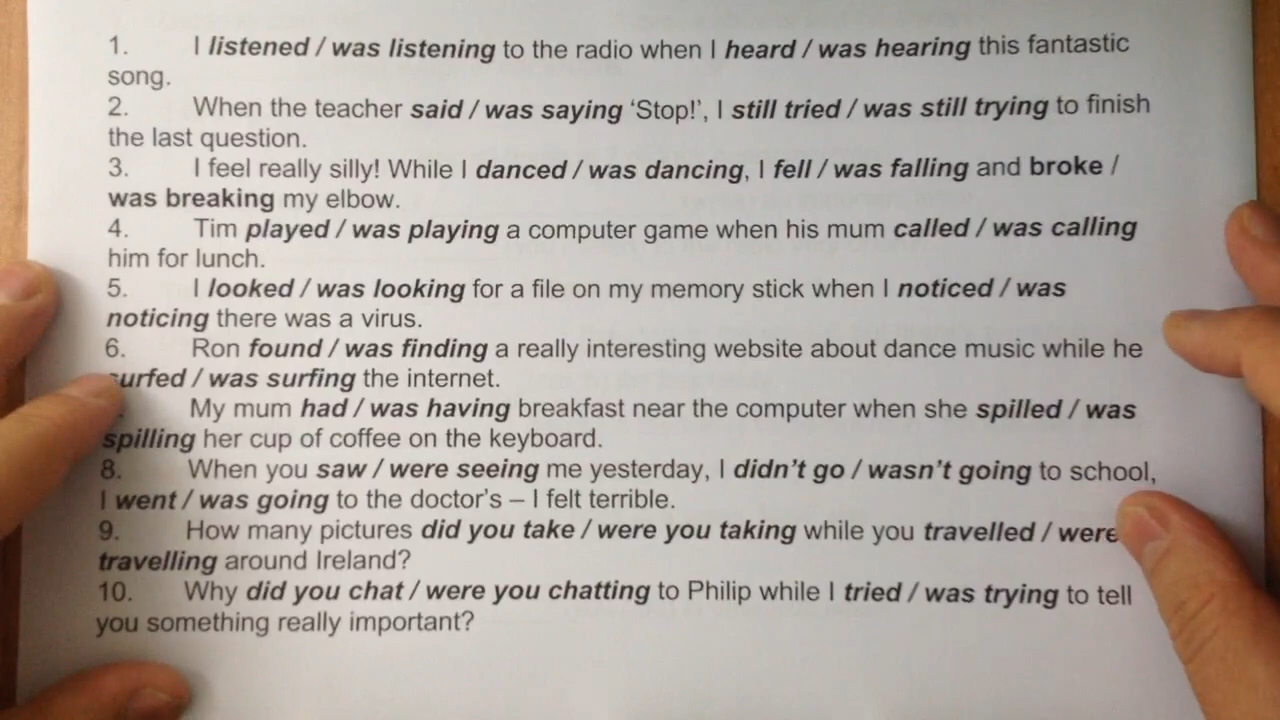 1. I listened / was listening to the radio when I heard / was hearing this fantastic
song.
2. When the teacher said / was saying ‘Stop!’, I still tried / was still trying to finish
the last question.
3. I feel really silly! While I danced / was dancing, I fell / was falling and broke /
was breaking my elbow.
4. Tim played / was playing a computer game when his mum called / was calling
him for lunch.
5. I looked / was looking for a file on my memory stick when I noticed / was
noticing there was a virus.
6. Ron found / was finding a really interesting website about dance music while he
surfed / was surfing the internet.
My mum had / was having breakfast near the computer when she spilled / was
spilling her cup of coffee on the keyboard.
8. When you saw / were seeing me yesterday, I didn’t go / wasn’t going to school,
I went / was going to the doctor’s – I felt terrible.
9. How many pictures did you take / were you taking while you travelled / were
travelling around Ireland?
10. Why did you chat / were you chatting to Philip while I tried / was trying to tell
you something really important?